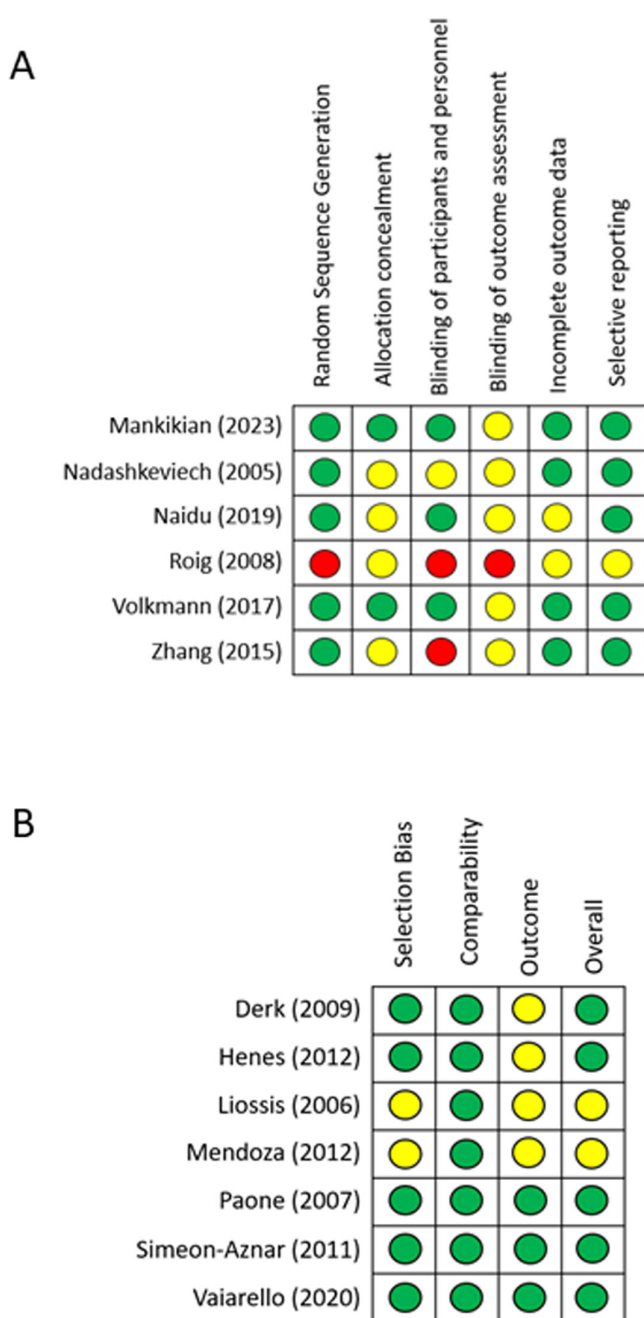 A
Random Sequence Generation
Allocation concealment
Blinding of participants and personnel
Blinding of outcome assessment
Incomplete outcome data
Selective reporting
Mankikian (2023)
Nadashkeviech (2005)
Naidu (2019)
Roig (2008)
Volkmann (2017)
Zhang (2015)
B
Selection Bias
Comparability
Outcome
Overall
Derk (2009)
Henes (2012)
Liossis (2006)
Mendoza (2012)
Paone (2007)
Simeon-Aznar (2011)
Vaiarello (2020)